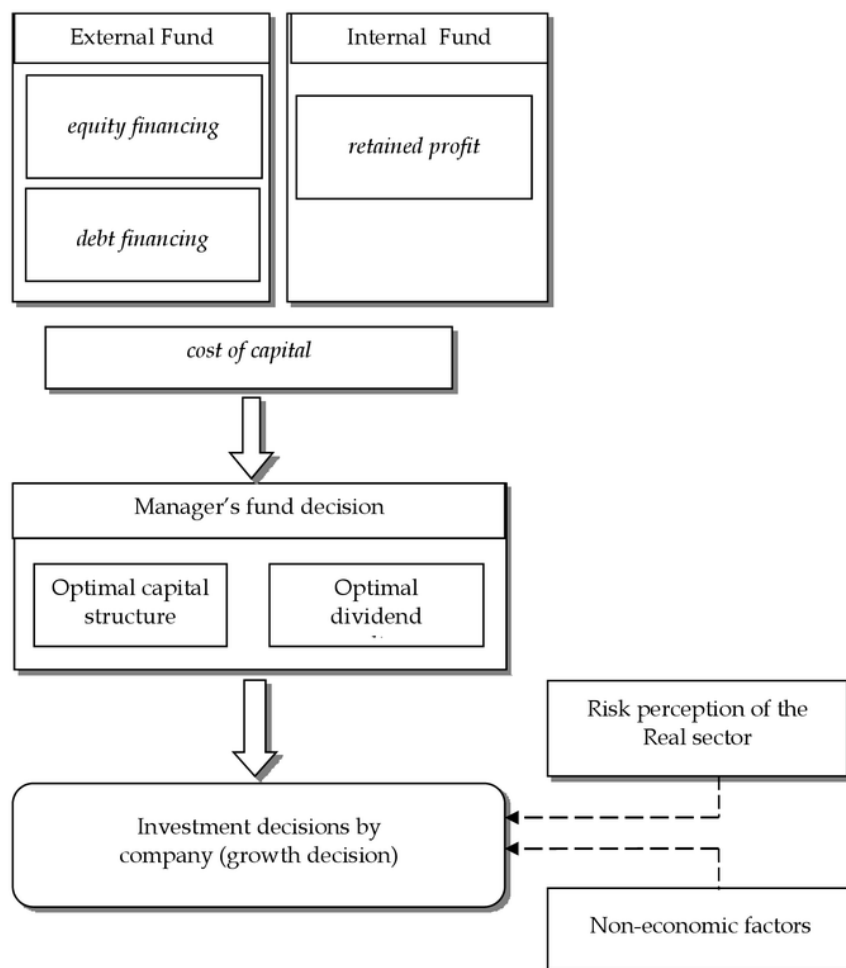 External Fund
Internal Fund
equity financing
retained profit
debt financing
cost of capital
Manager's fund decision
Optimal capital
structure
Optimal
dividend
Risk perception of the
Real sector
Investment decisions by
company (growth decision)
Non-economic factors